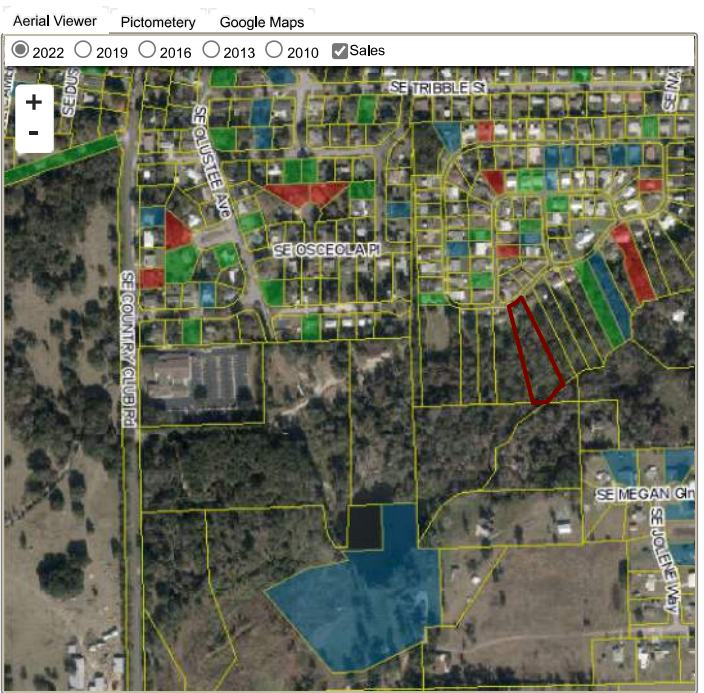 Aerial Viewer Pictometery Google Maps
2022 2019 2016 2013 2010 Sales
+
-
SE TRIBBLE St
SE OLUSTEE Ave
SE OSCEOLA Pl
SE COUNTRY CLUB Rd
SE MEGAN Gln
SE JOLENE Way